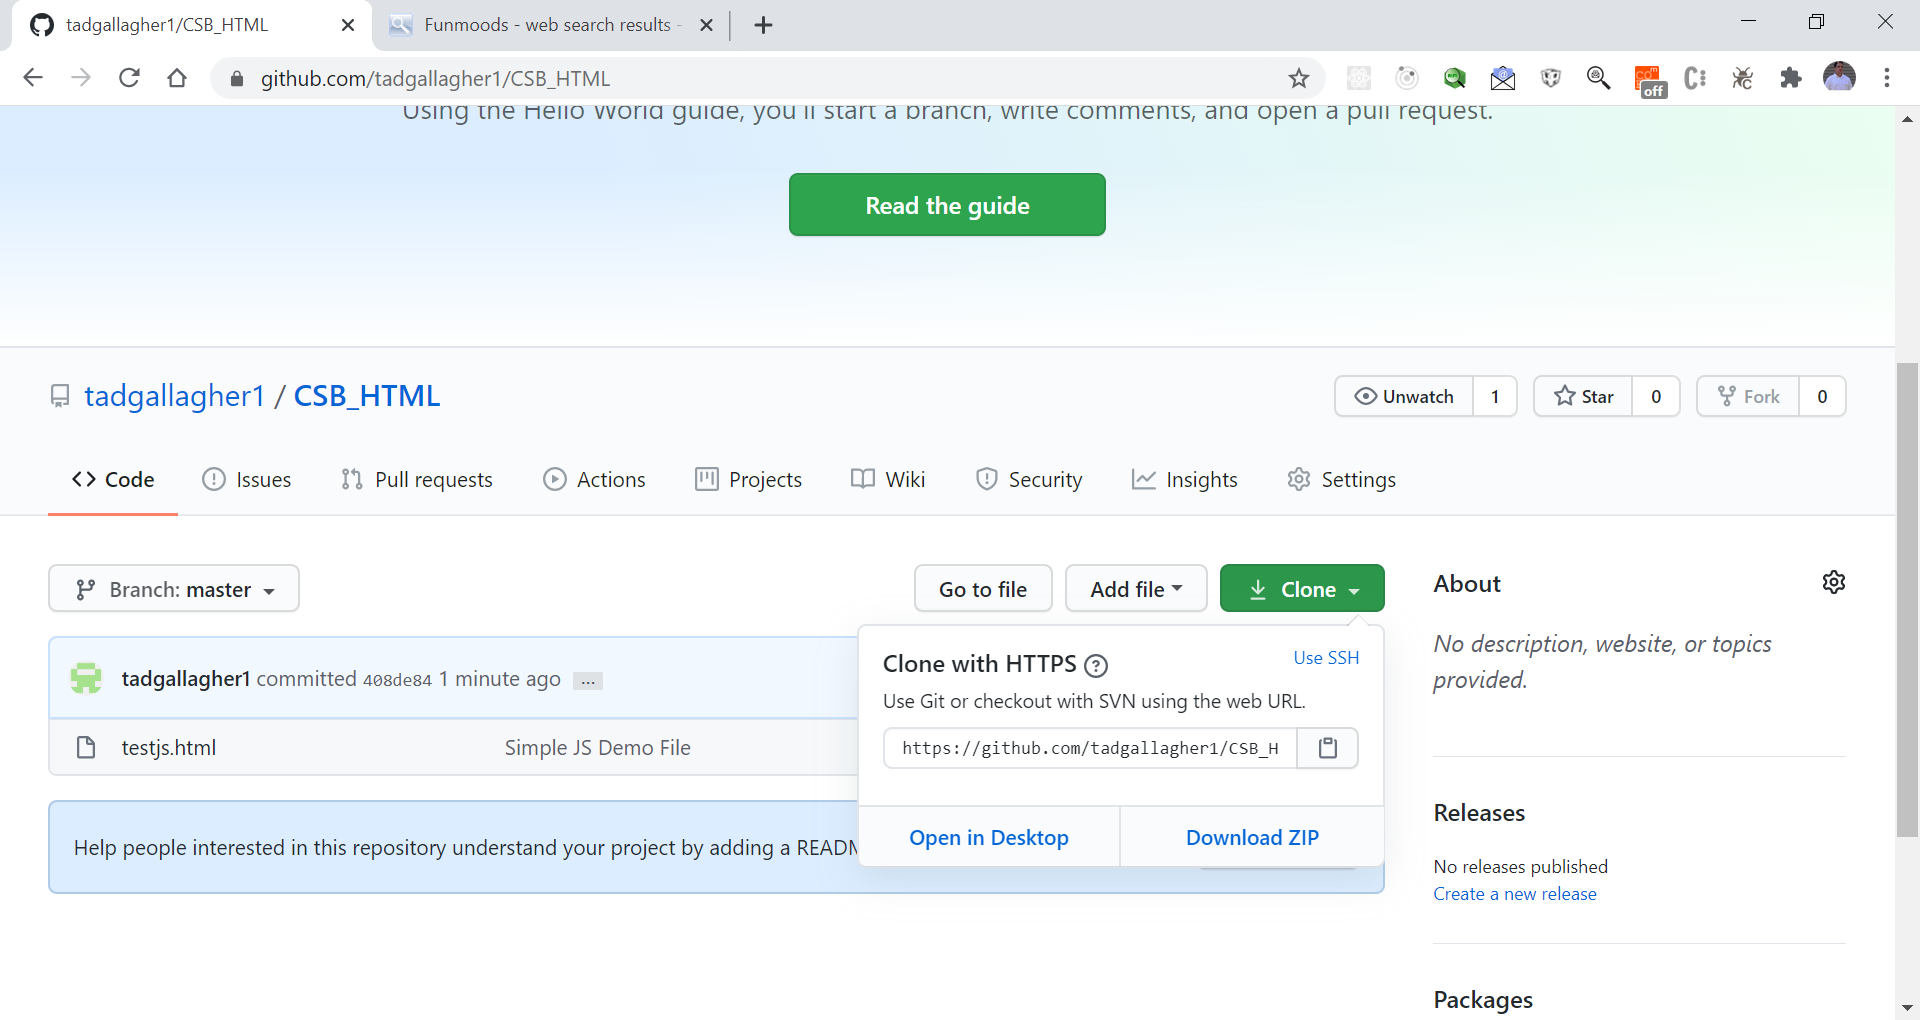 tadgallagher1/CSB_HTML
Funmoods - web search results -
github.com/tadgallagher1/CSB_HTML
off
Using the Hello World guide, you'll start a branch, write comments, and open a pull request.
Read the guide
tadgallagher1 / CSB_HTML
Unwatch 1
Star 0
Fork 0
Code Issues Pull requests Actions Projects Wiki Security Insights Settings
Branch: master
Go to file
Add file
Clone
tadgallagher1 committed 408de84 1 minute ago ...
testjs.html Simple JS Demo File
Help people interested in this repository understand your project by adding a
Clone with HTTPS
Use SSH
Use Git or checkout with SVN using the web URL.
https://github.com/tadgallagher1/CSB_H
Open in Desktop
Download ZIP
About
No description, website, or topics
provided.
Releases
No releases published
Create a new release
Packages